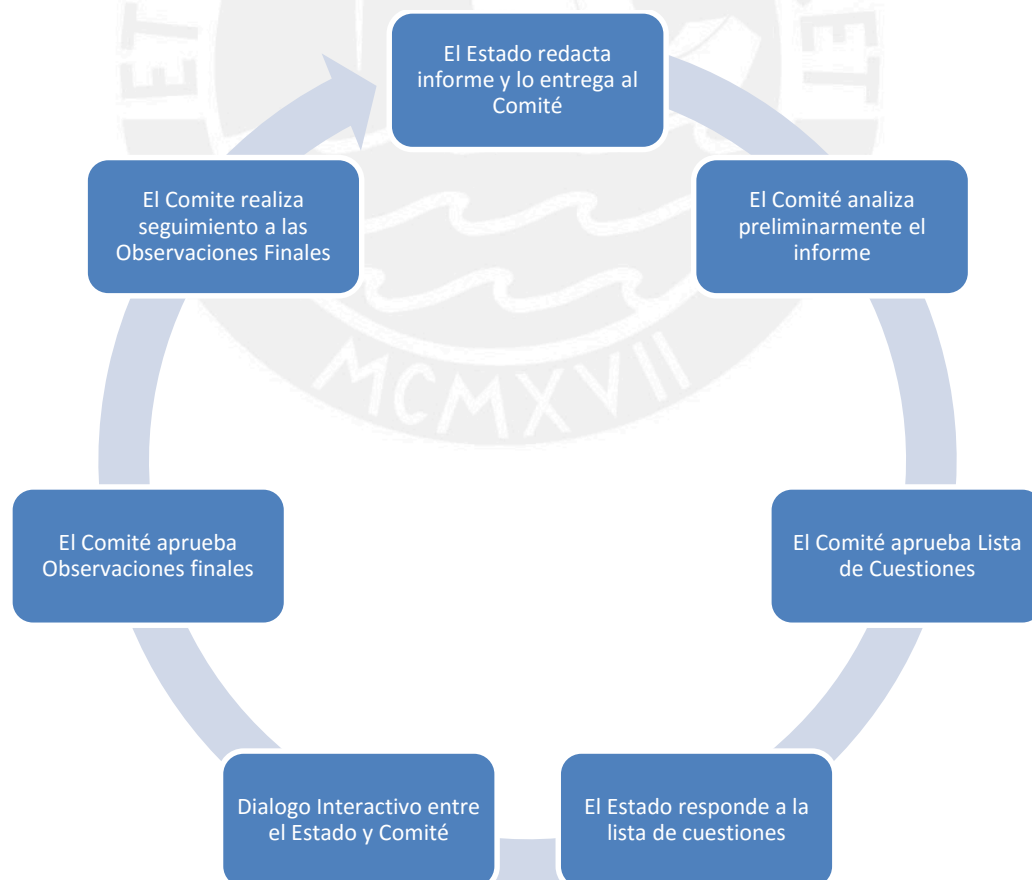 El Estado redacta
informe y lo entrega al
Comité
El Comité analiza
preliminarmente el
informe
El Comité aprueba Lista
de Cuestiones
El Estado responde a la
lista de cuestiones
Dialogo Interactivo entre
el Estado y Comité
El Comité aprueba
Observaciones finales
El Comite realiza
seguimiento a las
Observaciones Finales
ET
ET
MCMXVII